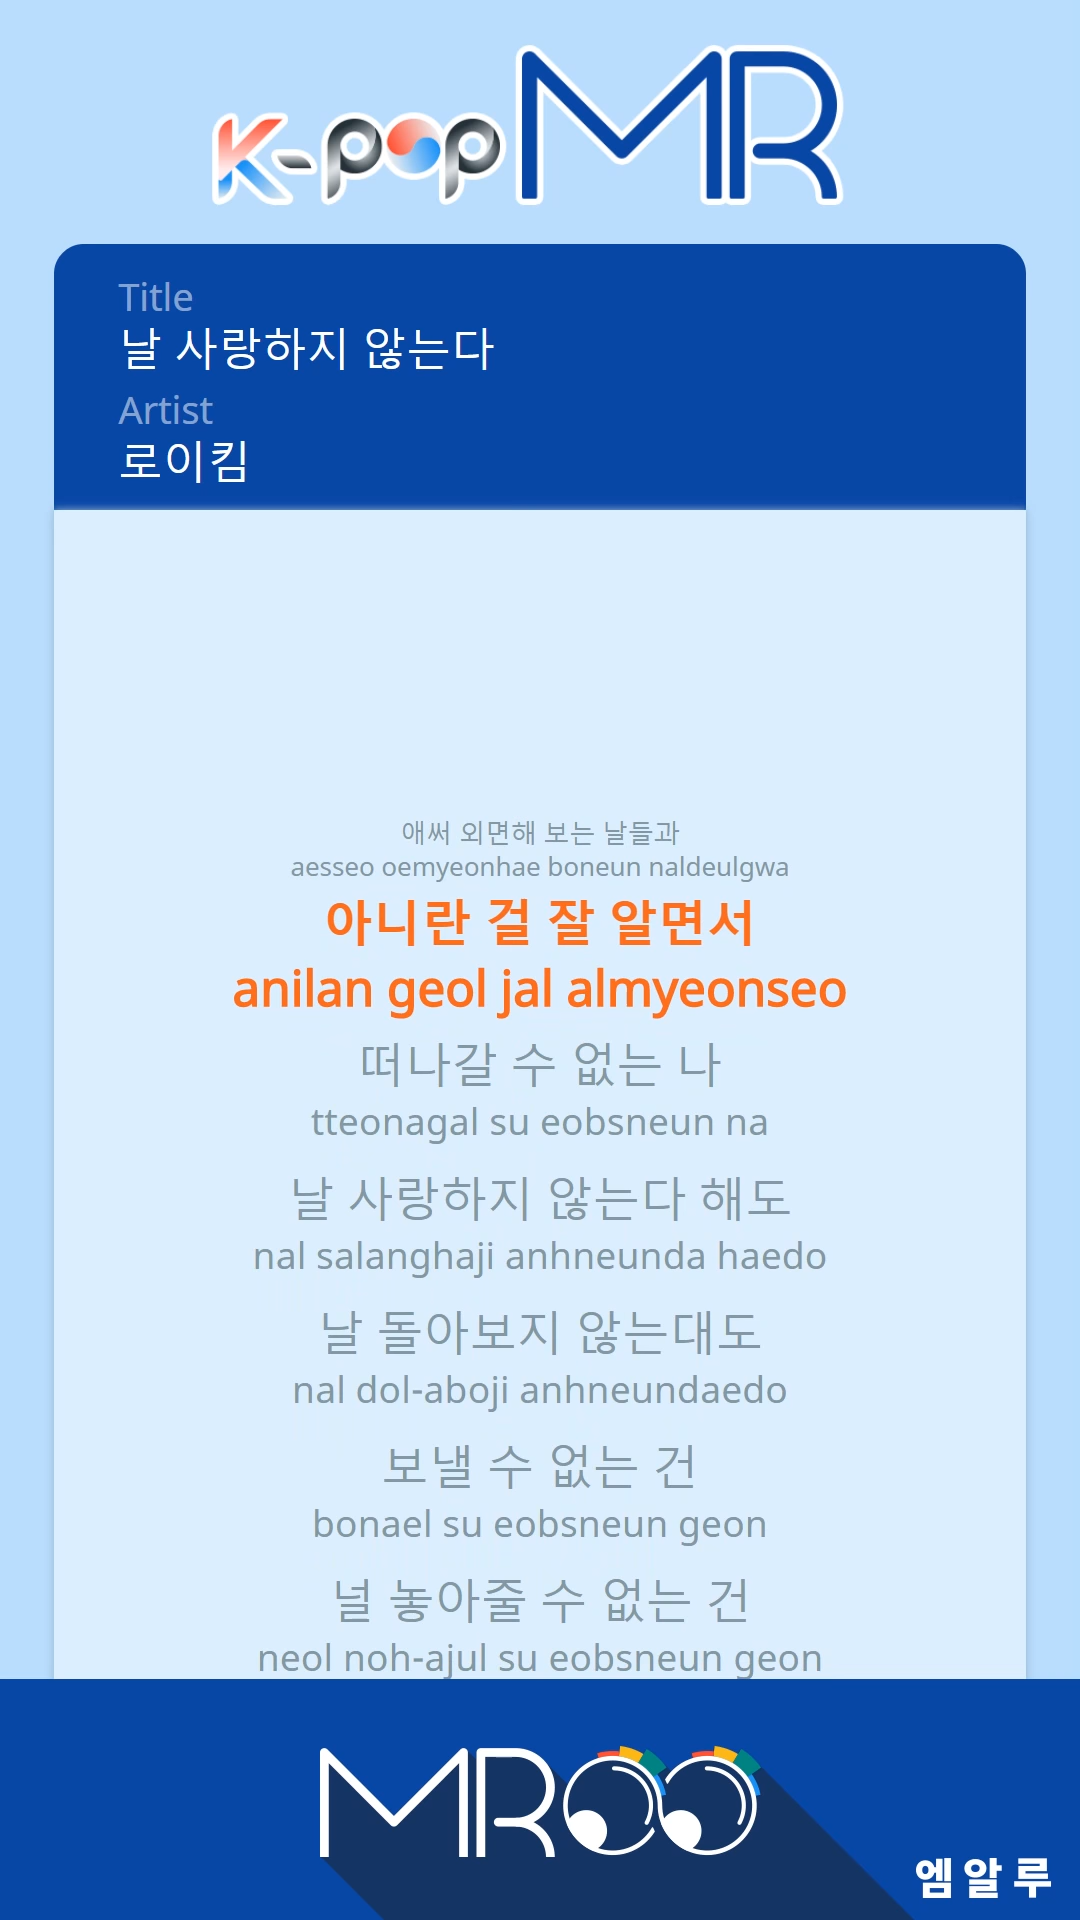 K-pop MR
Title
날 사랑하지 않는다
Artist
로이킴
애써 외면해 보는 날들과
aesseo oemyeonhae boneun naldeulgwa
아니란 걸 잘 알면서
anilan geol jal almyeonseo
떠나갈 수 없는 나
tteonagal su eobsneun na
날 사랑하지 않는다 해도
nal salanghaji anhneunda haedo
날 돌아보지 않는대도
nal dol-aboji anhneundaedo
보낼 수 없는 건
bonael su eobsneun geon
널 놓아줄 수 없는 건
neol noh-ajul su eobsneun geon
MROO
엠알루